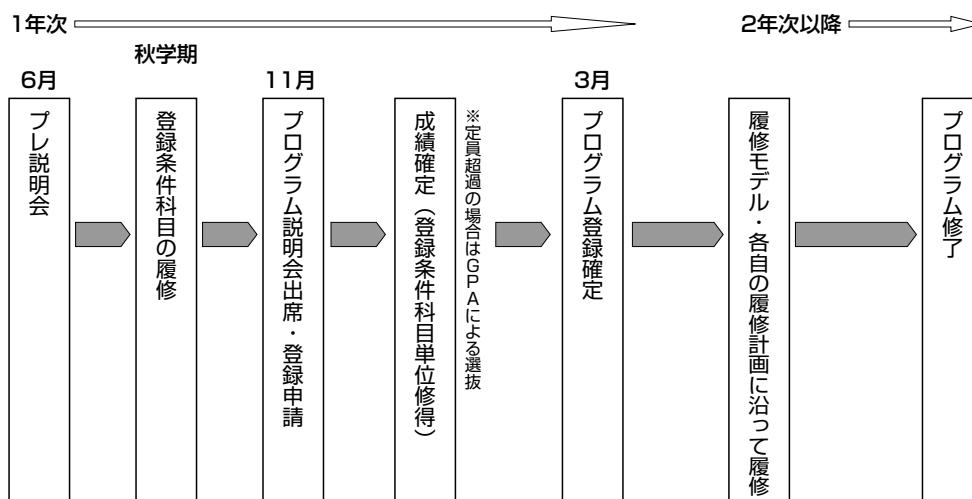 1年次
2年次以降
秋学期
6月
11月
3月
プレ説明会
登録条件科目の履修
プログラム説明会出席・登録申請
成績確定（登録条件科目単位修得）
※定員超過の場合はGPAによる選抜
プログラム登録確定
履修モデル・各自の履修計画に沿って履修
プログラム修了